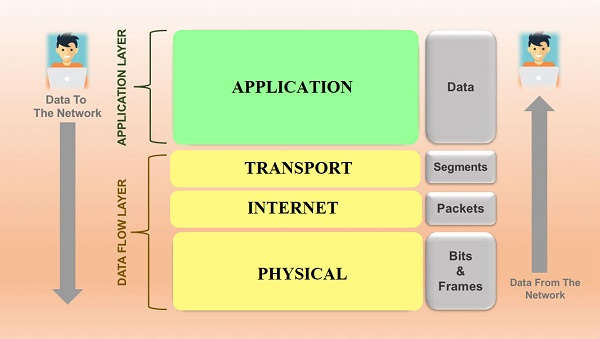 Data To
The Network
APPLICATION LAYER
APPLICATION
Data
DATA FLOW LAYER
TRANSPORT
Segments
INTERNET
Packets
PHYSICAL
Bits
&
Frames
Data From The
Network